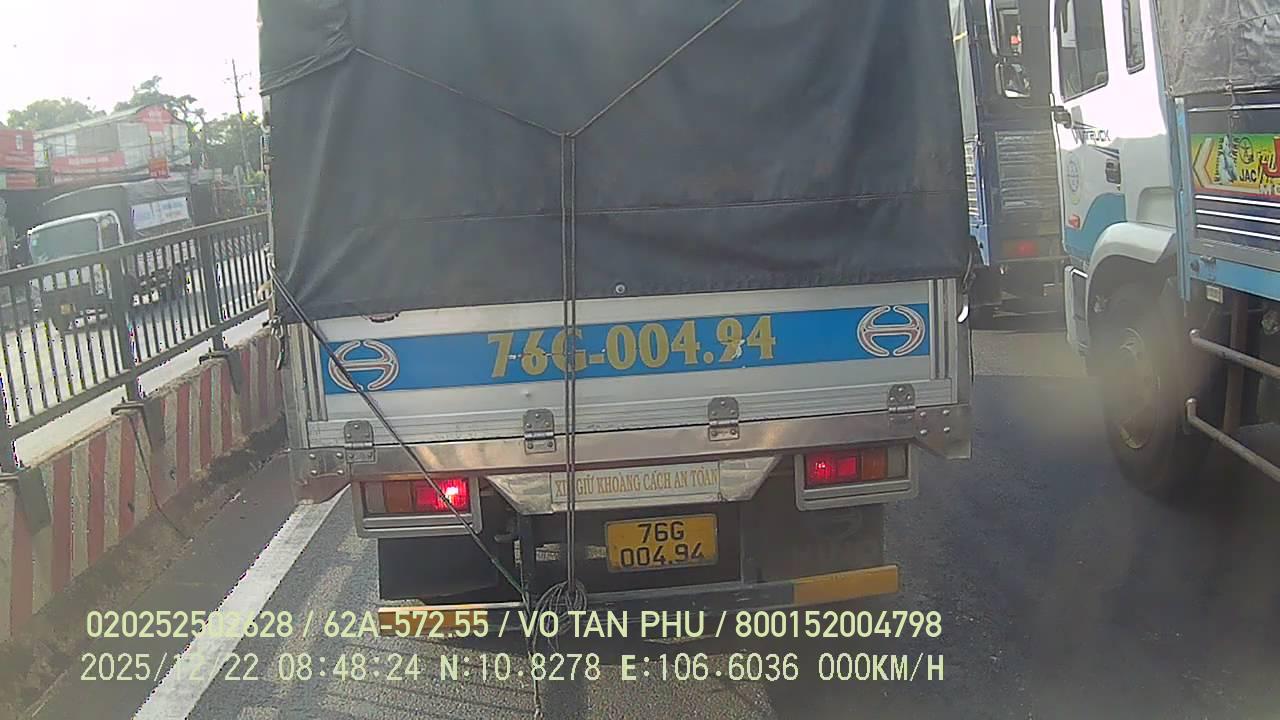 76G-004.94
XIN GIỮ KHOẢNG CÁCH AN TOÀN
76G
004.94
JAC
020252502628 / 62A-572.55 / VO TAN PHU / 800152004798
2025/12/22 08:48:24 N:10.8278 E:106.6036 000KM/H